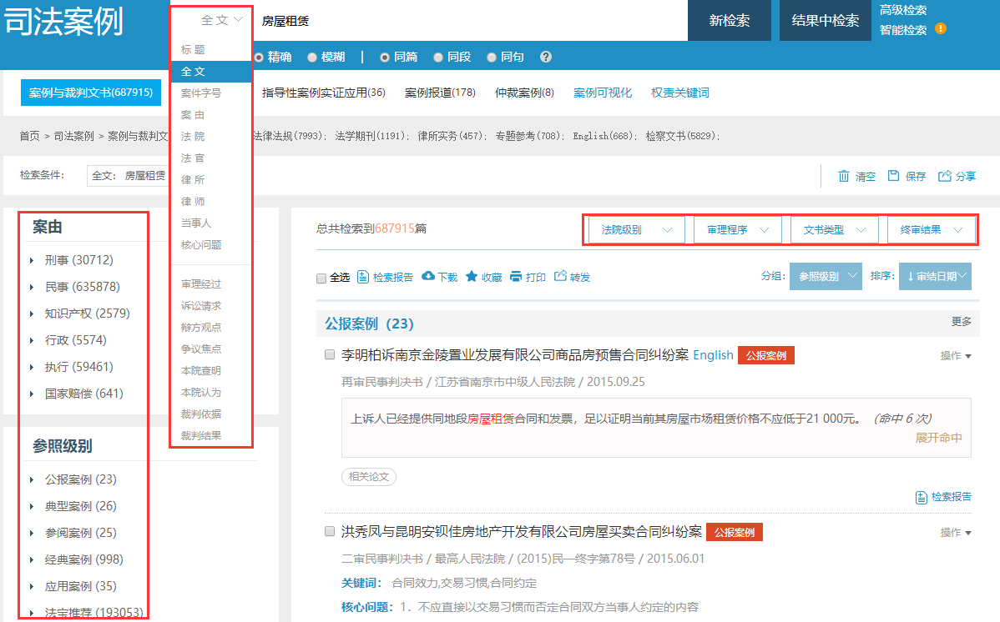 司法案例
全文
房屋租赁
新检索
结果中检索
高级检索
智能检索
标 题
全 文
案件字号
案 由
法 院
法 官
律 所
律 师
当事人
核心问题
审理经过
诉讼请求
辩方观点
争议焦点
本院查明
本院认为
裁判依据
裁判结果
精确 模糊 | 同篇 同段 同句 ?
案例与裁判文书(687915)
指导性案例实证应用(36) 案例报道(178) 仲裁案例(8) 案例可视化 权责关键词
首页 > 司法案例 > 案例与裁判文
法律法规(7993); 法学期刊(1191); 律所实务(457); 专题参考(708); English(668); 检察文书(5829);
检索条件: 全文: 房屋租赁
清空 保存 分享
案由
刑事 (30712)
民事 (635878)
知识产权 (2579)
行政 (5574)
执行 (59461)
国家赔偿 (641)
参照级别
公报案例 (23)
典型案例 (26)
参阅案例 (25)
经典案例 (998)
应用案例 (35)
法宝推荐 (193053)
总共检索到687915篇
法院级别 审理程序 文书类型 终审结果
全选 检索报告 下载 收藏 打印 转发
分组: 参照级别 排序: ↓审结日期
公报案例（23） 更多
李明柏诉南京金陵置业发展有限公司商品房预售合同纠纷案 English 公报案例 操作
再审民事判决书 / 江苏省南京市中级人民法院 / 2015.09.25
上诉人已经提供同地段房屋租赁合同和发票，足以证明当前其房屋市场租赁价格不应低于21 000元。 (命中 6 次)
展开命中
相关论文
检索报告
洪秀凤与昆明安钡佳房地产开发有限公司房屋买卖合同纠纷案 公报案例 操作
二审民事判决书 / 最高人民法院 / (2015)民一终字第78号 / 2015.06.01
关键词: 合同效力,交易习惯,合同约定
核心问题: 1．不应直接以交易习惯而否定合同双方当事人约定的内容